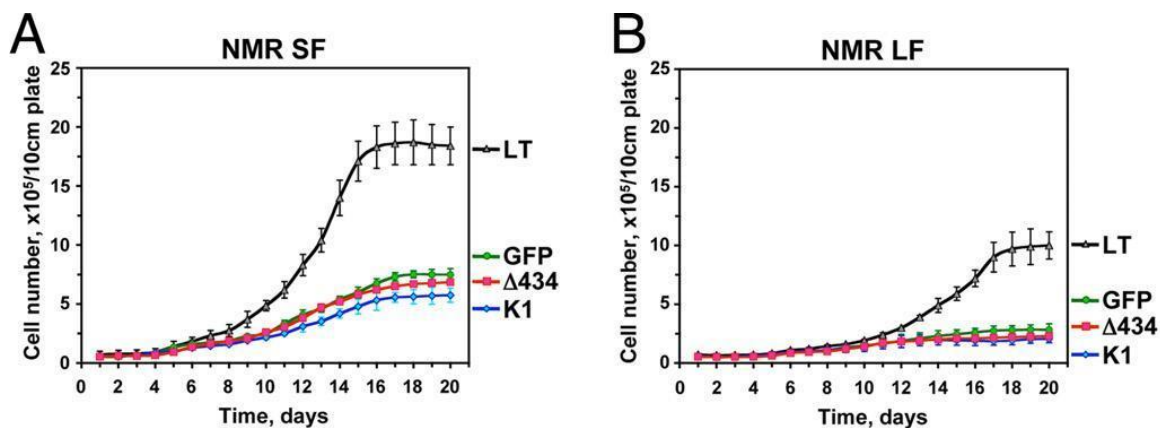 A
NMR SF
Cell number, x10⁵/10cm plate
25
20
15
10
5
0
0 2 4 6 8 10 12 14 16 18 20
Time, days
LT
GFP
Δ434
K1
B
NMR LF
Cell number, x10⁵/10cm plate
25
20
15
10
5
0
0 2 4 6 8 10 12 14 16 18 20
Time, days
LT
GFP
Δ434
K1